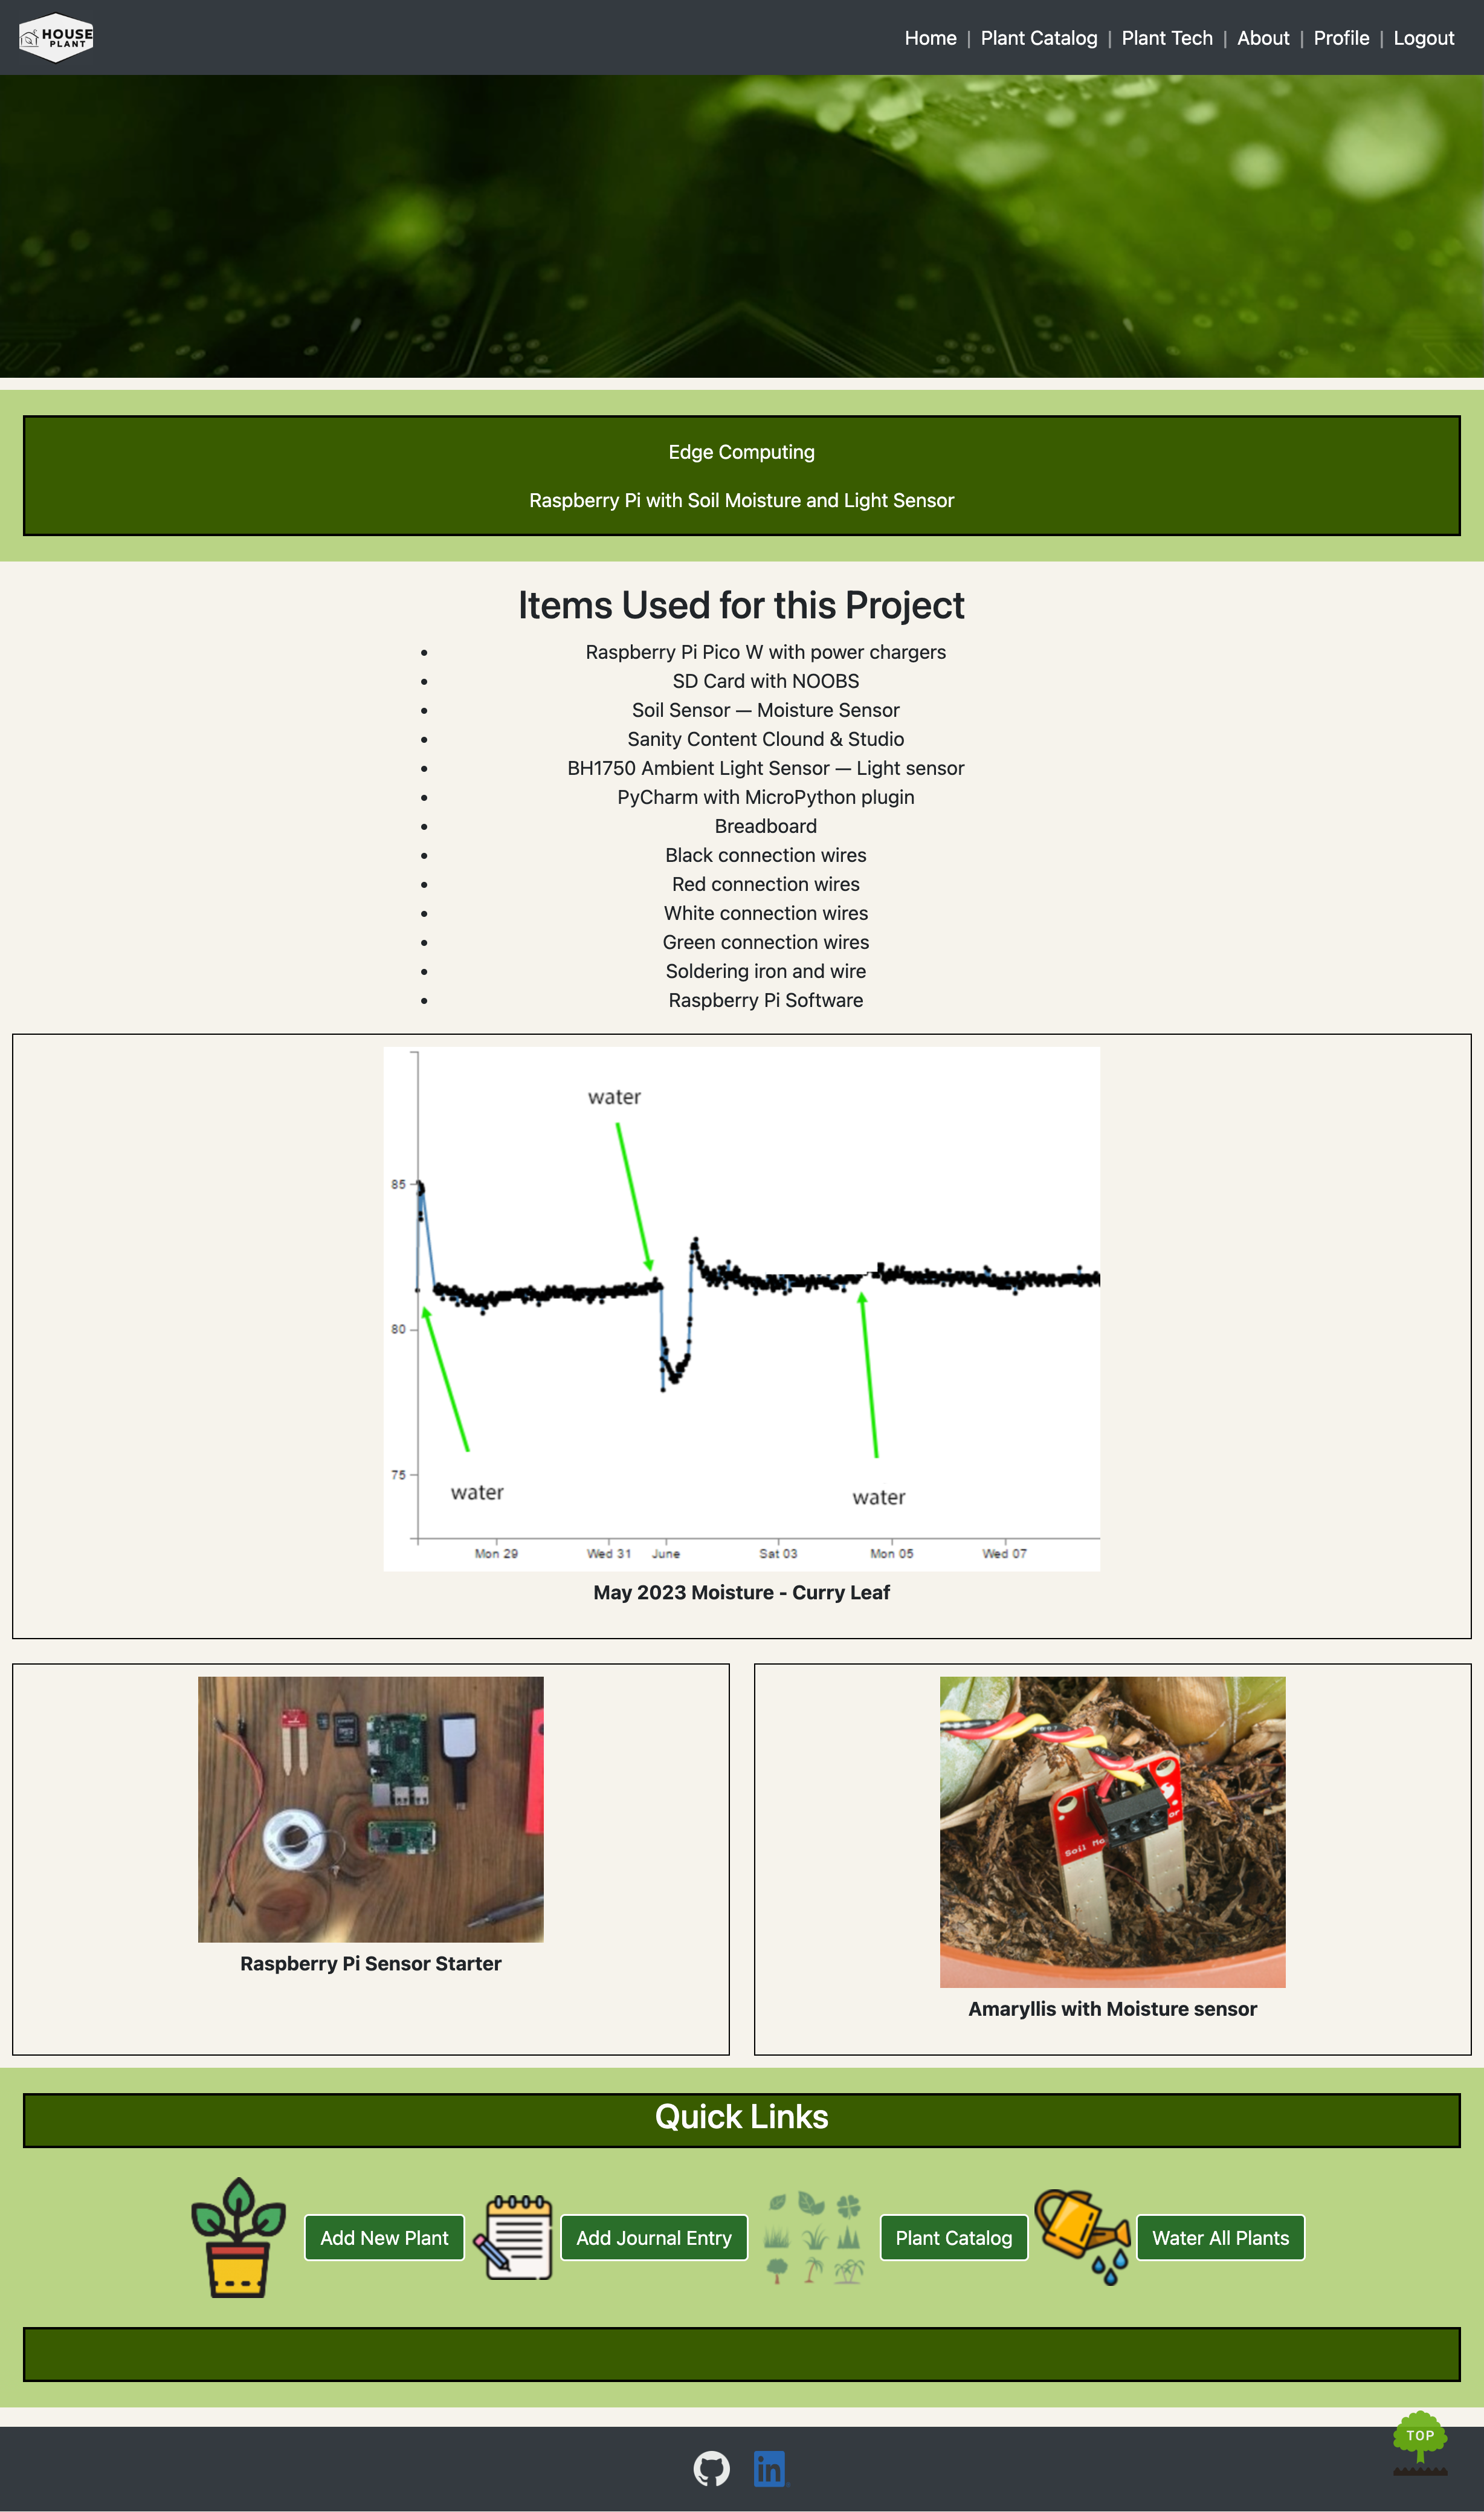 HOUSE
PLANT
Home | Plant Catalog | Plant Tech | About | Profile | Logout
Edge Computing
Raspberry Pi with Soil Moisture and Light Sensor
Items Used for this Project
• Raspberry Pi Pico W with power chargers
• SD Card with NOOBS
• Soil Sensor — Moisture Sensor
• Sanity Content Clound & Studio
• BH1750 Ambient Light Sensor — Light sensor
• PyCharm with MicroPython plugin
• Breadboard
• Black connection wires
• Red connection wires
• White connection wires
• Green connection wires
• Soldering iron and wire
• Raspberry Pi Software
water
85
80
75
water
water
Mon 29 Wed 31 June Sat 03 Mon 05 Wed 07
May 2023 Moisture - Curry Leaf
Raspberry Pi Sensor Starter
Soil
Amaryllis with Moisture sensor
Quick Links
Add New Plant
Add Journal Entry
Plant Catalog
Water All Plants
TOP
in